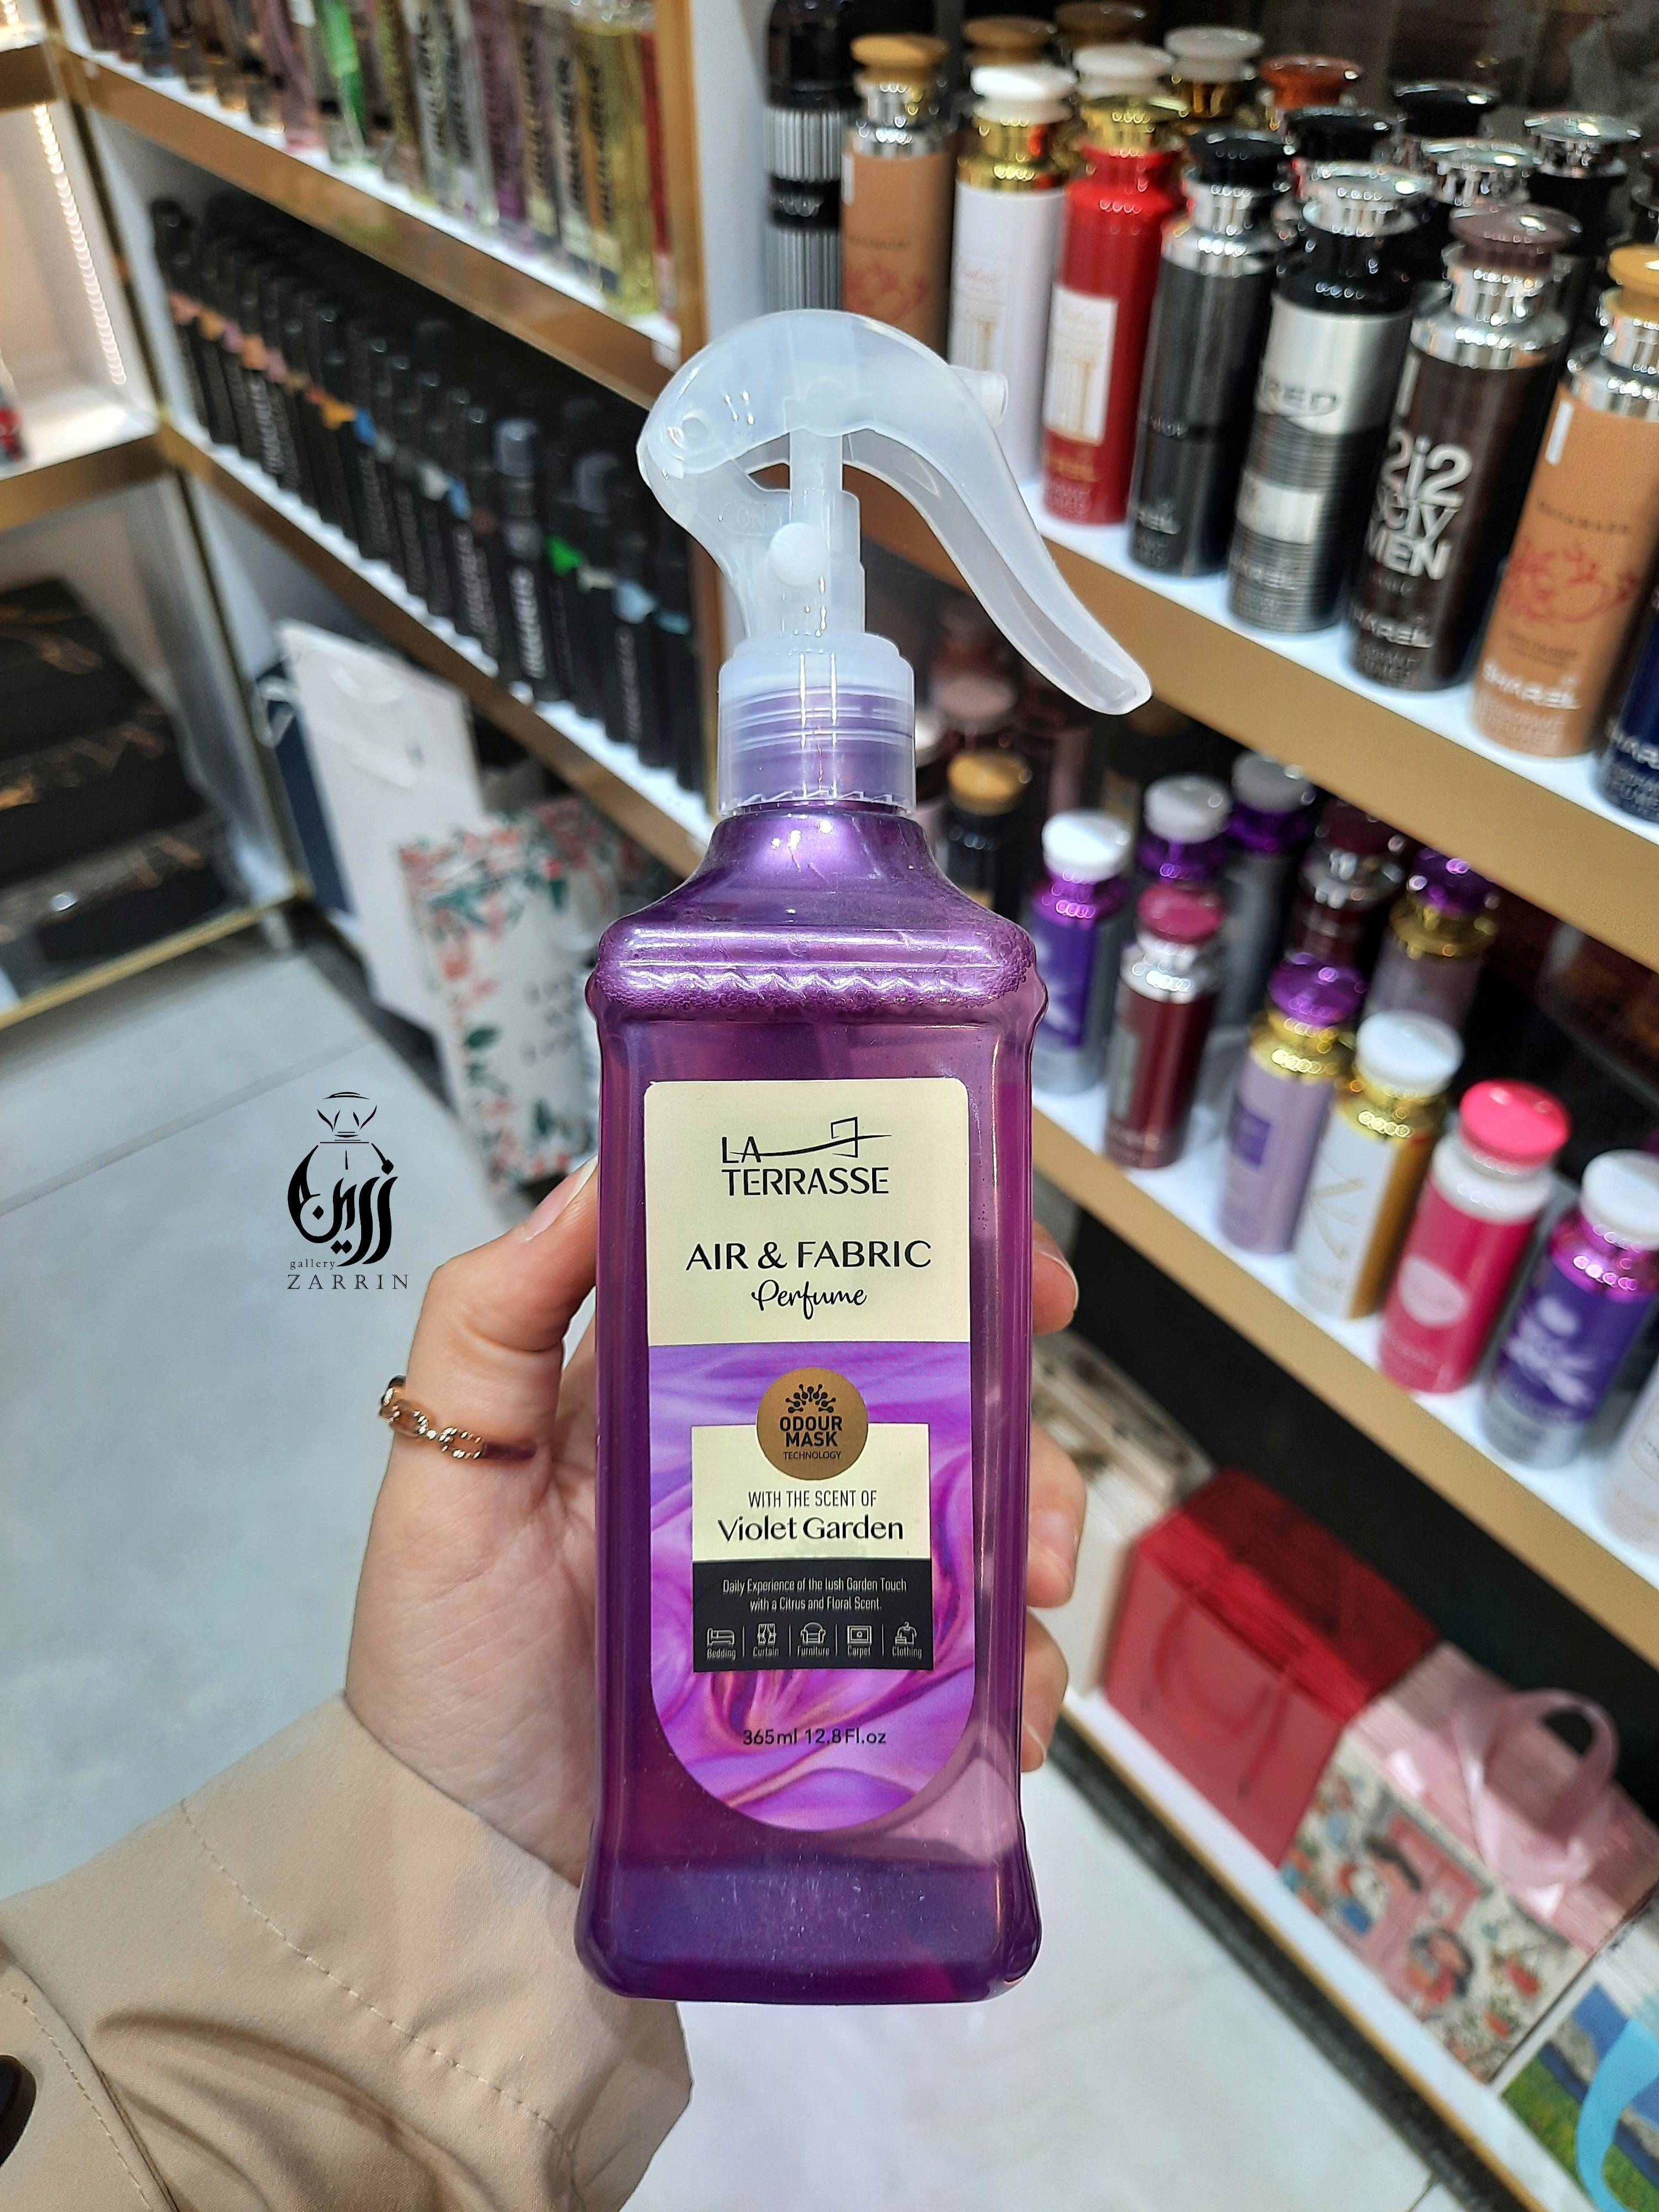 LA
TERRASSE
AIR & FABRIC
Perfume
ODOUR
MASK
TECHNOLOGY
WITH THE SCENT OF
Violet Garden
Daily Experience of the lush Garden Touch
with a Citrus and Floral Scent.
Bedding Curtain Furniture Carpet Clothing
365ml 12.8Fl.oz
زرین
gallery
ZARRIN
2i2
MEN